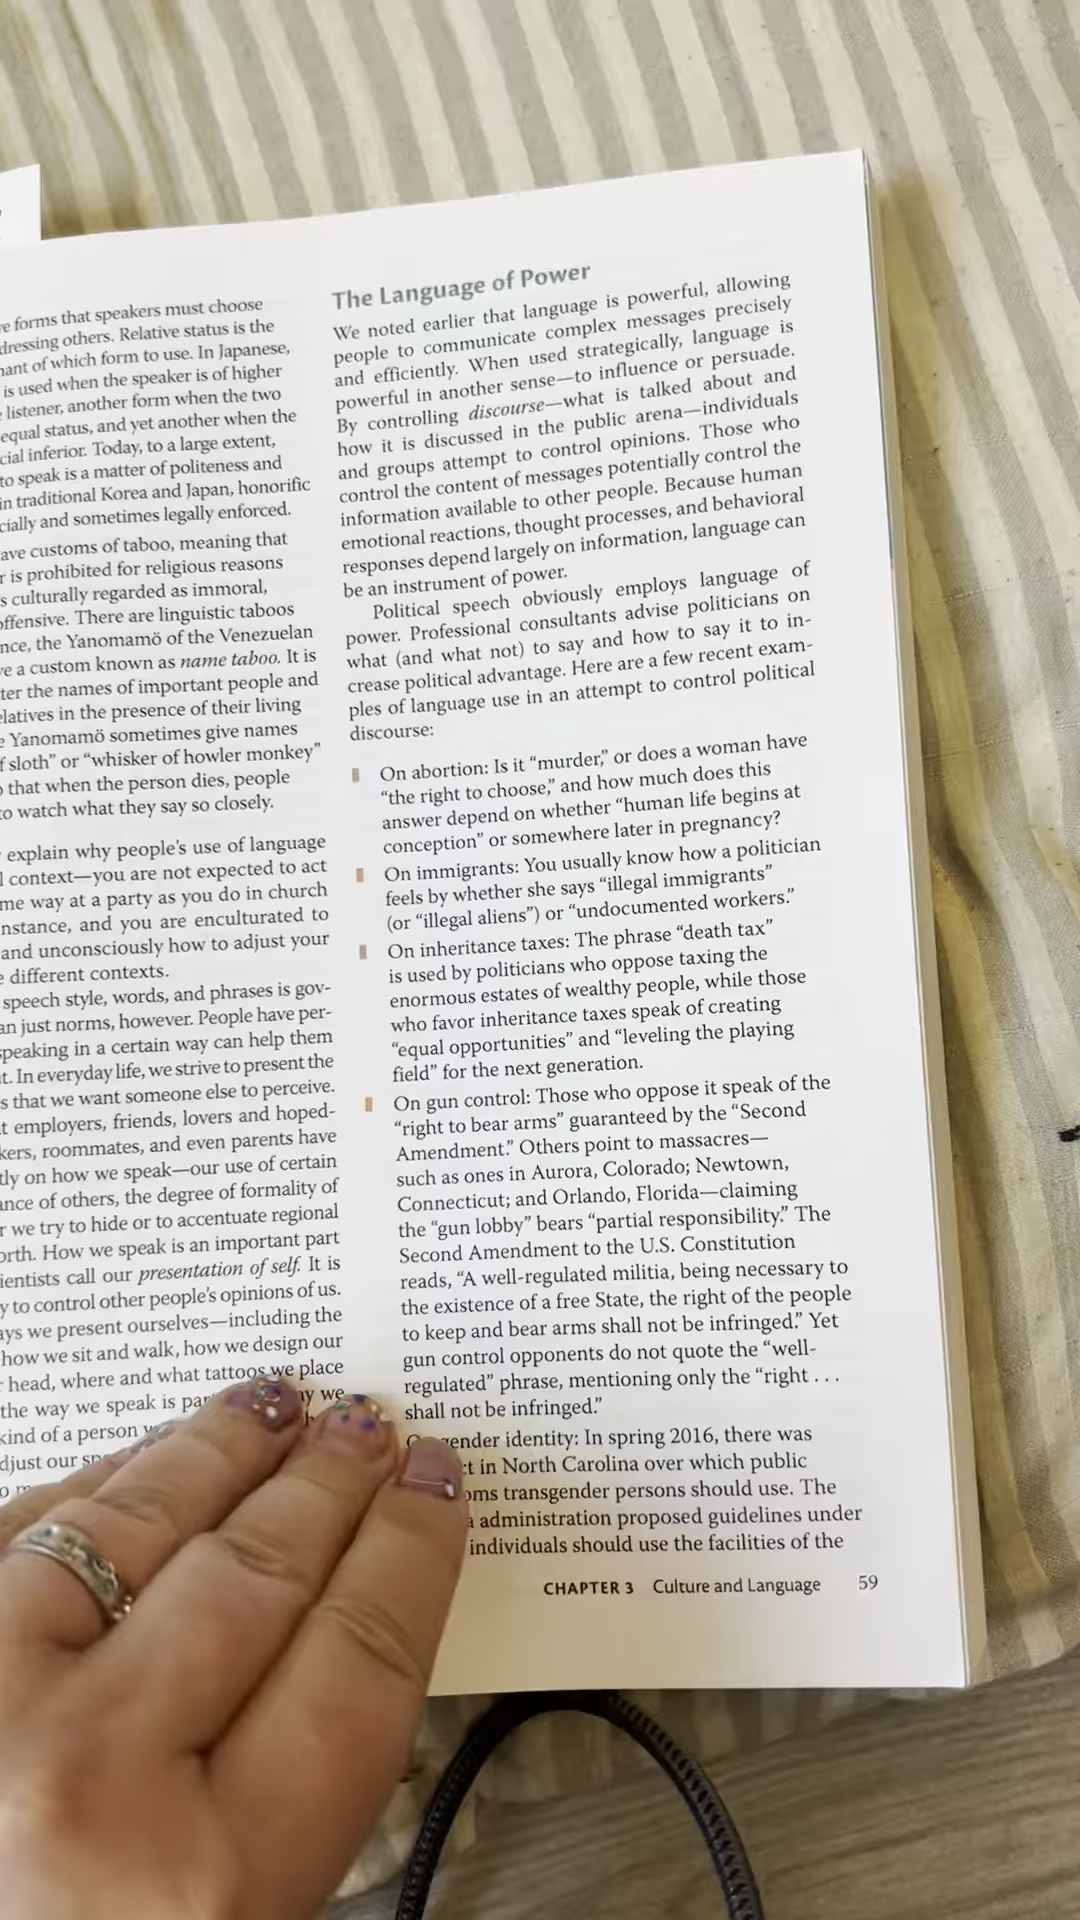 forms that speakers must choose
dressing others. Relative status is the
of which form to use. In Japanese,
is used when the speaker is of higher
listener, another form when the two
equal status, and yet another when the
inferior. Today, to a large extent,
to speak is a matter of politeness and
in traditional Korea and Japan, honorific
cially and sometimes legally enforced.
ave customs of taboo, meaning that
r is prohibited for religious reasons
s culturally regarded as immoral,
offensive. There are linguistic taboos
nce, the Yanomamö of the Venezuelan
ve a custom known as name taboo. It is
ter the names of important people and
elatives in the presence of their living
e Yanomamö sometimes give names
f sloth” or “whisker of howler monkey”
that when the person dies, people
to watch what they say so closely.
explain why people’s use of language
l context—you are not expected to act
me way at a party as you do in church
nstance, and you are enculturated to
and unconsciously how to adjust your
different contexts.
speech style, words, and phrases is gov-
an just norms, however. People have per-
speaking in a certain way can help them
t. In everyday life, we strive to present the
s that we want someone else to perceive.
t employers, friends, lovers and hoped-
kers, roommates, and even parents have
tly on how we speak—our use of certain
ance of others, the degree of formality of
r we try to hide or to accentuate regional
orth. How we speak is an important part
ientists call our presentation of self. It is
y to control other people’s opinions of us.
ays we present ourselves—including the
how we sit and walk, how we design our
head, where and what tattoos we place
the way we speak is par we
kind of a person
djust our
The Language of Power
We noted earlier that language is powerful, allowing
people to communicate complex messages precisely
and efficiently. When used strategically, language is
powerful in another sense—to influence or persuade.
By controlling discourse—what is talked about and
how it is discussed in the public arena—individuals
and groups attempt to control opinions. Those who
control the content of messages potentially control the
information available to other people. Because human
emotional reactions, thought processes, and behavioral
responses depend largely on information, language can
be an instrument of power.
Political speech obviously employs language of
power. Professional consultants advise politicians on
what (and what not) to say and how to say it to in-
crease political advantage. Here are a few recent exam-
ples of language use in an attempt to control political
discourse:
On abortion: Is it “murder,” or does a woman have
“the right to choose,” and how much does this
answer depend on whether “human life begins at
conception” or somewhere later in pregnancy?
On immigrants: You usually know how a politician
feels by whether she says “illegal immigrants”
(or “illegal aliens”) or “undocumented workers.”
On inheritance taxes: The phrase “death tax”
is used by politicians who oppose taxing the
enormous estates of wealthy people, while those
who favor inheritance taxes speak of creating
“equal opportunities” and “leveling the playing
field” for the next generation.
On gun control: Those who oppose it speak of the
“right to bear arms” guaranteed by the “Second
Amendment.” Others point to massacres—
such as ones in Aurora, Colorado; Newtown,
Connecticut; and Orlando, Florida—claiming
the “gun lobby” bears “partial responsibility.” The
Second Amendment to the U.S. Constitution
reads, “A well-regulated militia, being necessary to
the existence of a free State, the right of the people
to keep and bear arms shall not be infringed.” Yet
gun control opponents do not quote the “well-
regulated” phrase, mentioning only the “right . . .
shall not be infringed.”
gender identity: In spring 2016, there was
ct in North Carolina over which public
oms transgender persons should use. The
a administration proposed guidelines under
individuals should use the facilities of the
CHAPTER 3 Culture and Language 59